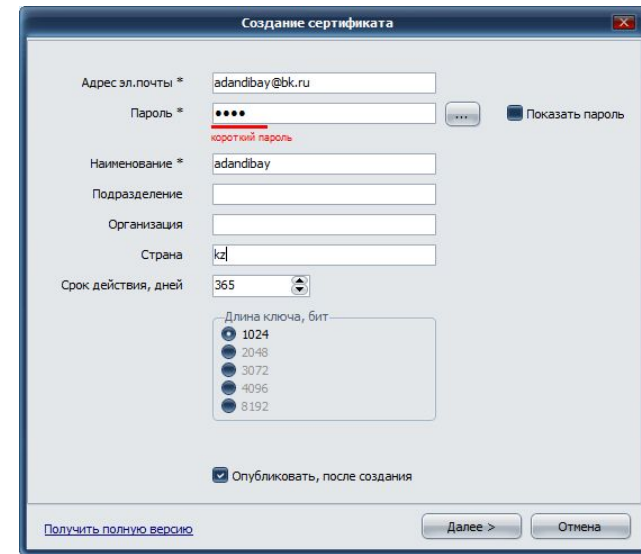 Создание сертификата
Адрес эл.почты * adandibay@bk.ru
Пароль * •••• ... Показать пароль
короткий пароль
Наименование * adandibay
Подразделение
Организация
Страна kz
Срок действия, дней 365
Длина ключа, бит
1024
2048
3072
4096
8192
Опубликовать, после создания
Получить полную версию Далее > Отмена